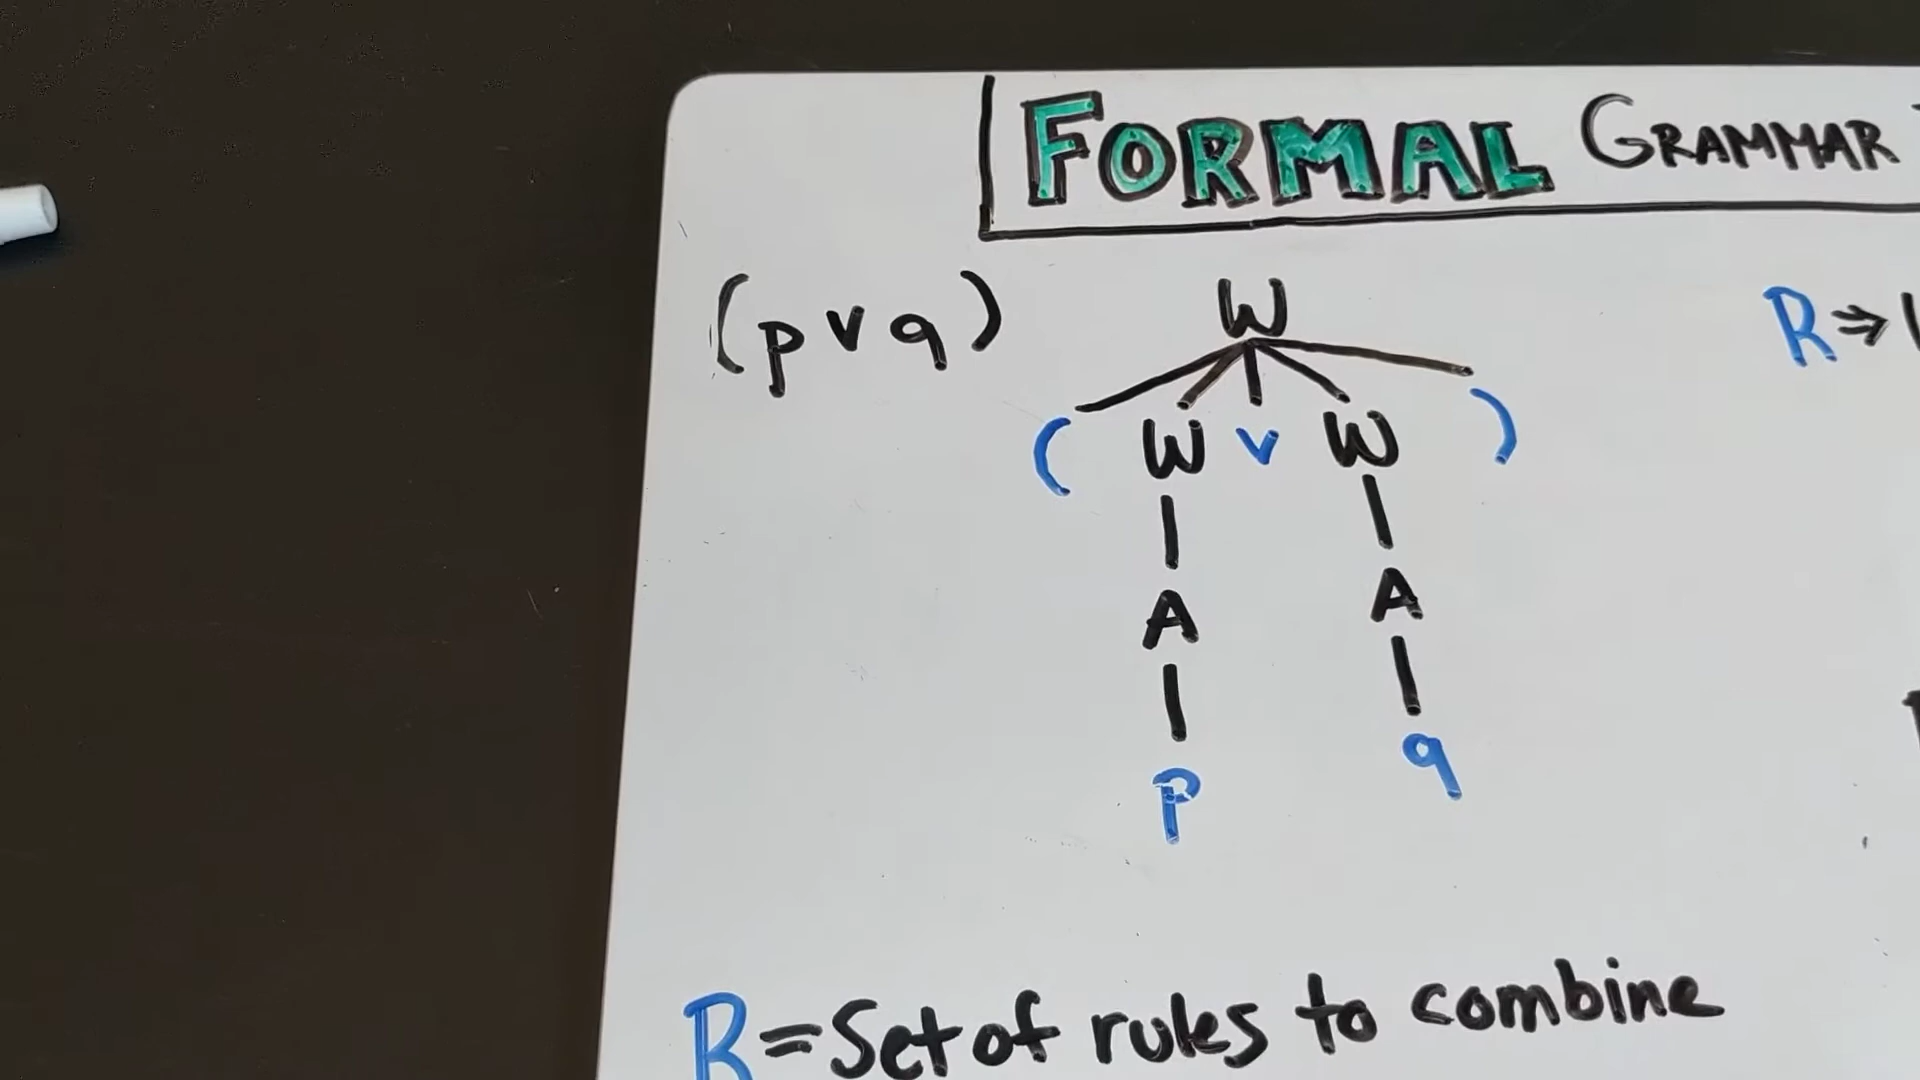 FORMAL GRAMMAR
(p v q)
W
( W v W )
A A
p q
R ⇒
R = Set of rules to combine